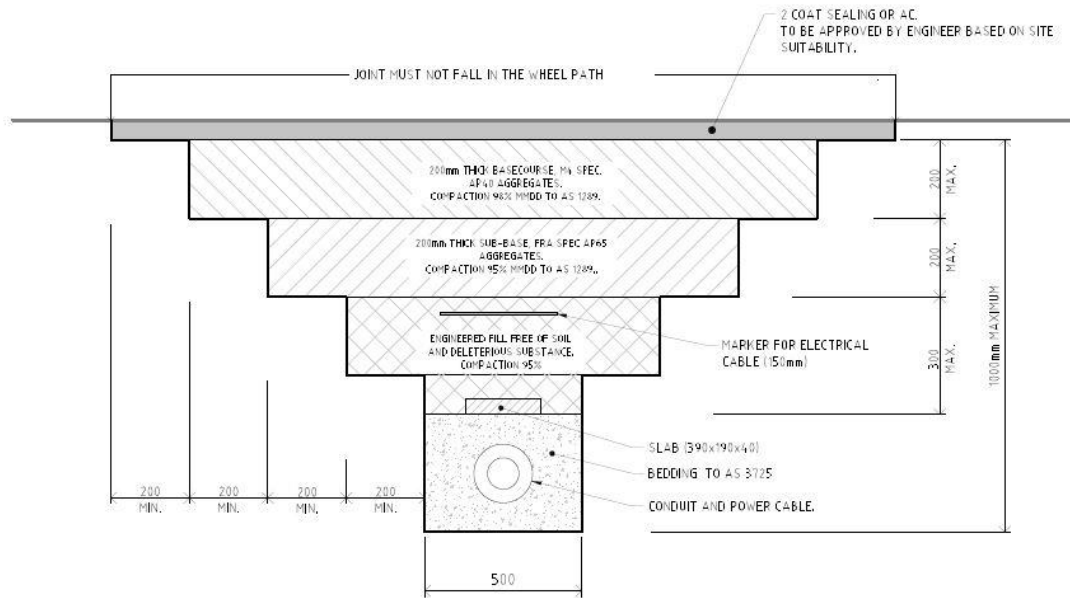 2 COAT SEALING OR AC.
TO BE APPROVED BY ENGINEER BASED ON SITE
SUITABILITY.
JOINT MUST NOT FALL IN THE WHEEL PATH
200mm THICK BASECOURSE, M4 SPEC.
AP40 AGGREGATES.
COMPACTION 98% MMDD TO AS 1289.
200
MAX.
200mm THICK SUB-BASE, FRA SPEC AP65
AGGREGATES.
COMPACTION 95% MMDD TO AS 1289..
200
MAX.
ENGINEERED FILL FREE OF SOIL
AND DELETERIOUS SUBSTANCE.
COMPACTION 95%
MARKER FOR ELECTRICAL
CABLE (150mm)
300
MAX.
1000mm MAXIMUM
SLAB (390x190x40)
BEDDING TO AS 3725
CONDUIT AND POWER CABLE.
200
MIN.
200
MIN.
200
MIN.
200
MIN.
500